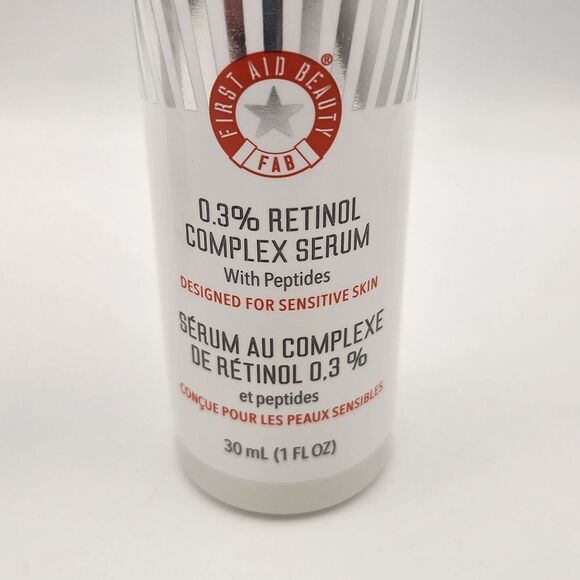 FIRST AID BEAUTY®
FAB
0.3% RETINOL
COMPLEX SERUM
With Peptides
DESIGNED FOR SENSITIVE SKIN
SÉRUM AU COMPLEXE
DE RÉTINOL 0,3 %
et peptides
CONÇUE POUR LES PEAUX SENSIBLES
30 mL (1 FL OZ)